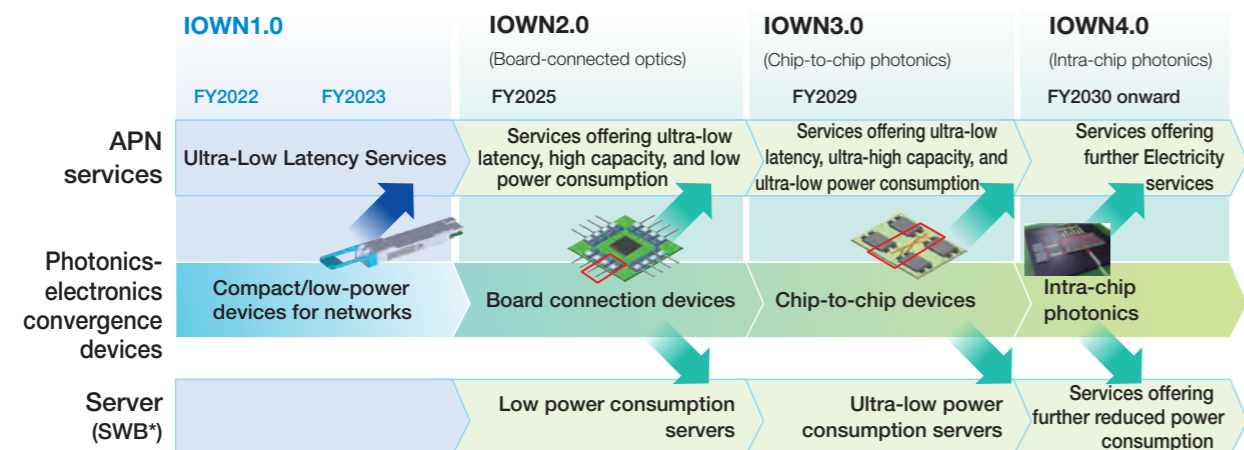 IOWN1.0
IOWN2.0
IOWN3.0
IOWN4.0
(Board-connected optics)
(Chip-to-chip photonics)
(Intra-chip photonics)
FY2022
FY2023
FY2025
FY2029
FY2030 onward
APN
services
Ultra-Low Latency Services
Services offering ultra-low
latency, high capacity, and low
power consumption
Services offering ultra-low
latency, ultra-high capacity, and
ultra-low power consumption
Services offering
further Electricity
services
Photonics-
electronics
convergence
devices
Compact/low-power
devices for networks
Board connection devices
Chip-to-chip devices
Intra-chip
photonics
Server
(SWB*)
Low power consumption
servers
Ultra-low power
consumption servers
Services offering
further reduced power
consumption